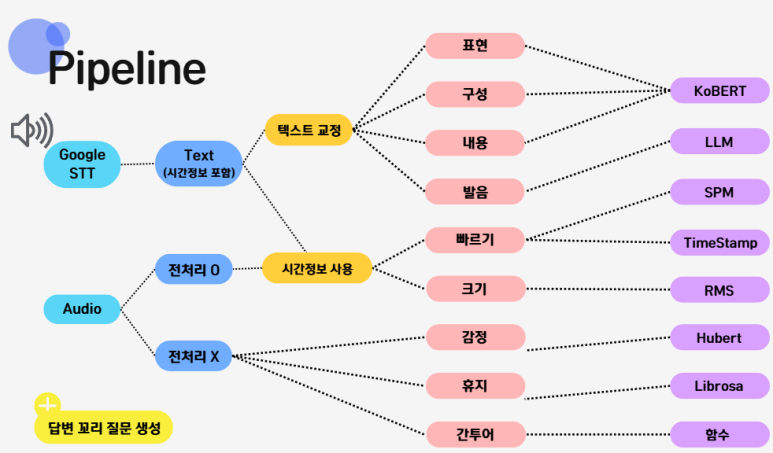 Pipeline
Google
STT
Text
(시간정보 포함)
텍스트 교정
표현
구성
내용
발음
KoBERT
LLM
Audio
전처리 O
전처리 X
시간정보 사용
빠르기
크기
감정
휴지
간투어
SPM
TimeStamp
RMS
Hubert
Librosa
함수
답변 꼬리 질문 생성